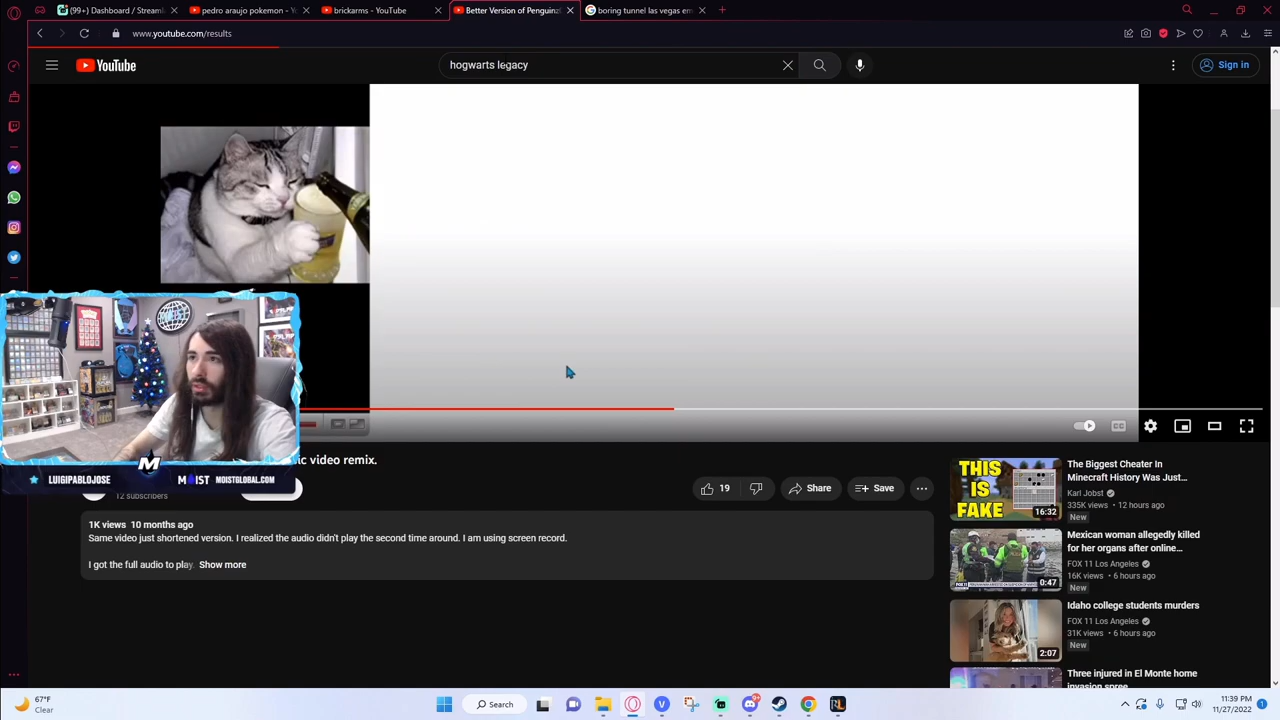 (99+) Dashboard / Streamla
pedro araujo pokemon - Yo
brickarms - YouTube
Better Version of Penguinz
boring tunnel las vegas em
www.youtube.com/results
YouTube
hogwarts legacy
Sign in
ic video remix.
12 subscribers
19
Share
Save
LUIGIPABLOJOSE
M
MOIST
MOISTGLOBAL.COM
1K views 10 months ago
Same video just shortened version. I realized the audio didn't play the second time around. I am using screen record.
I got the full audio to play. Show more
THIS
IS
FAKE
16:32
The Biggest Cheater In
Minecraft History Was Just...
Karl Jobst
335K views • 12 hours ago
New
0:47
Mexican woman allegedly killed
for her organs after online...
FOX 11 Los Angeles
16K views • 6 hours ago
New
2:07
Idaho college students murders
FOX 11 Los Angeles
31K views • 6 hours ago
New
Three injured in El Monte home
invasion spree
67°F
Clear
Search
11:39 PM
11/27/2022